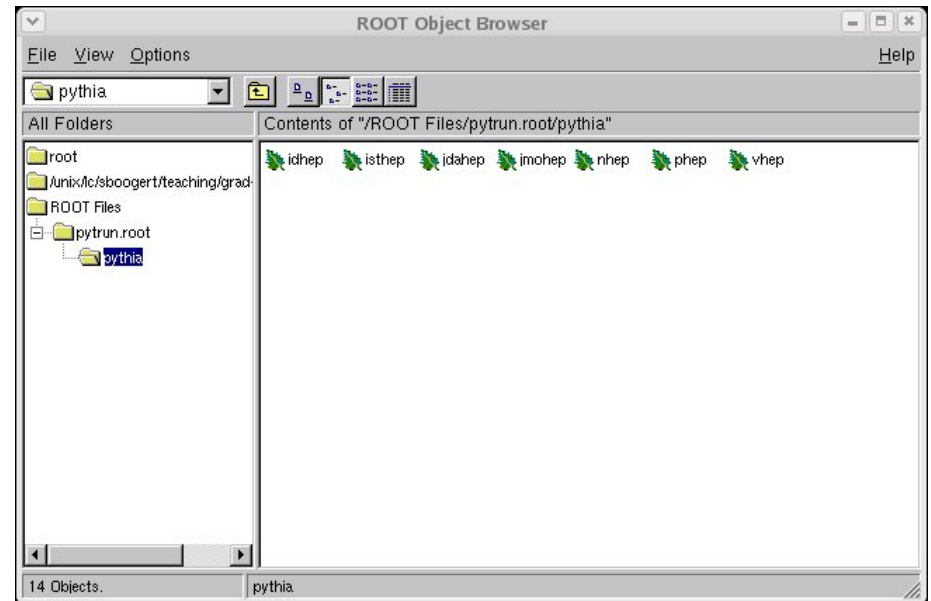 ROOT Object Browser
File View Options Help
pythia
All Folders
Contents of "/ROOT Files/pytrun.root/pythia"
root
/unix/lc/sboogert/teaching/grad-
ROOT Files
pytrun.root
pythia
idhep isthep jdahep jmohep nhep phep vhep
14 Objects.
pythia